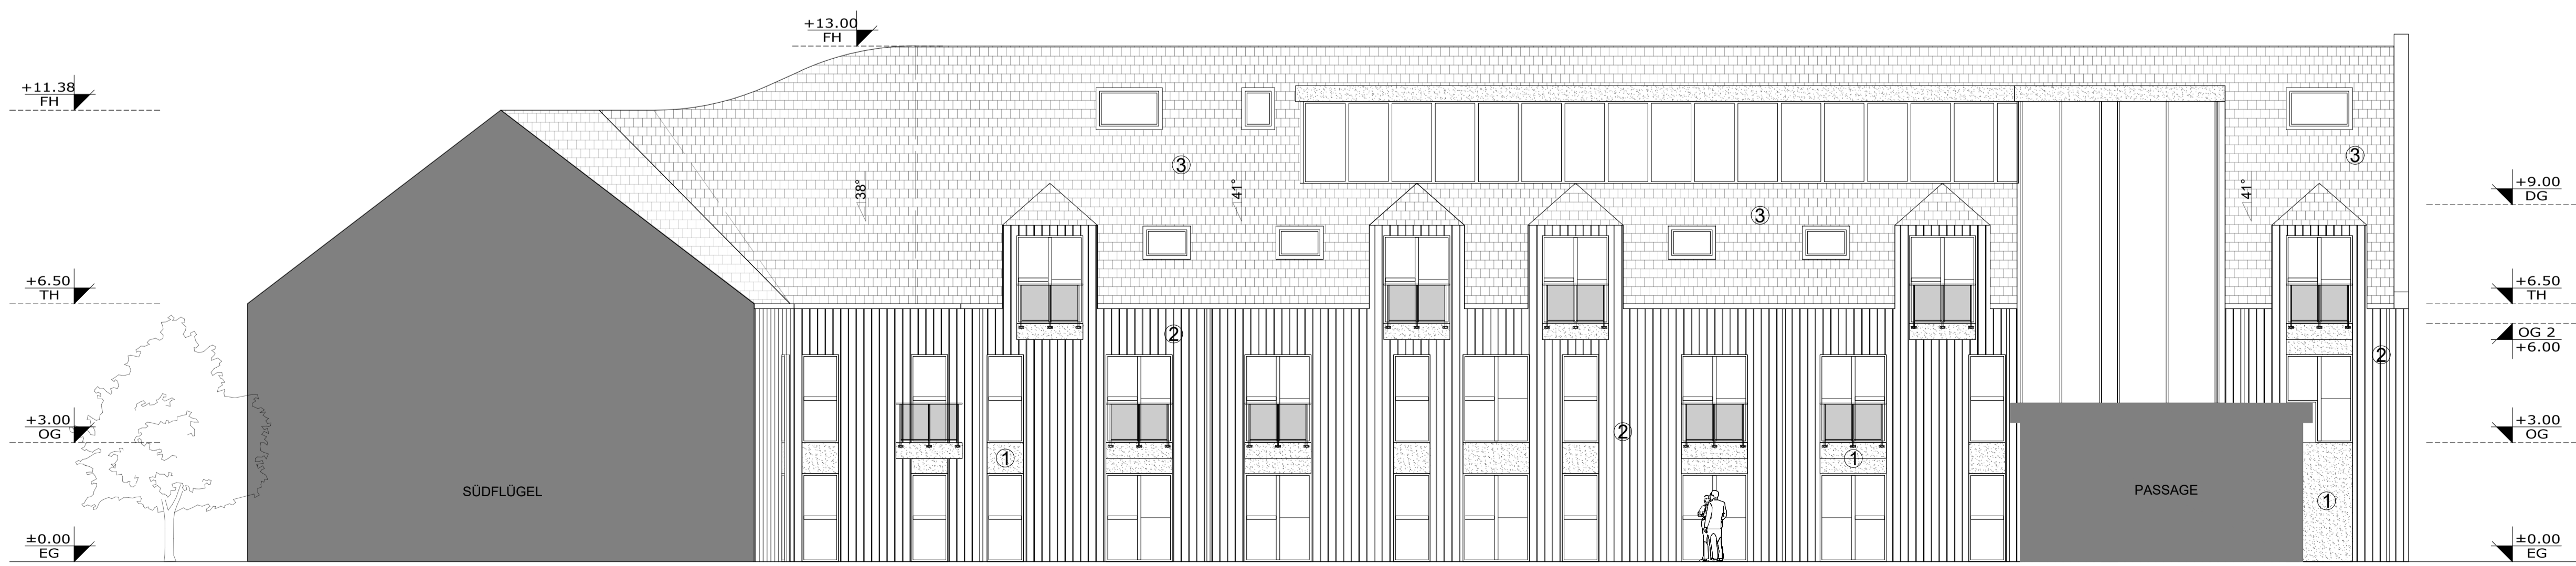 +13.00
FH
+11.38
FH
③
③
38°
41°
41°
+9.00
DG
③
+6.50
TH
+6.50
TH
②
OG 2
+6.00
②
+3.00
OG
②
+3.00
OG
①
①
SÜDFLÜGEL
PASSAGE
①
±0.00
EG
±0.00
EG